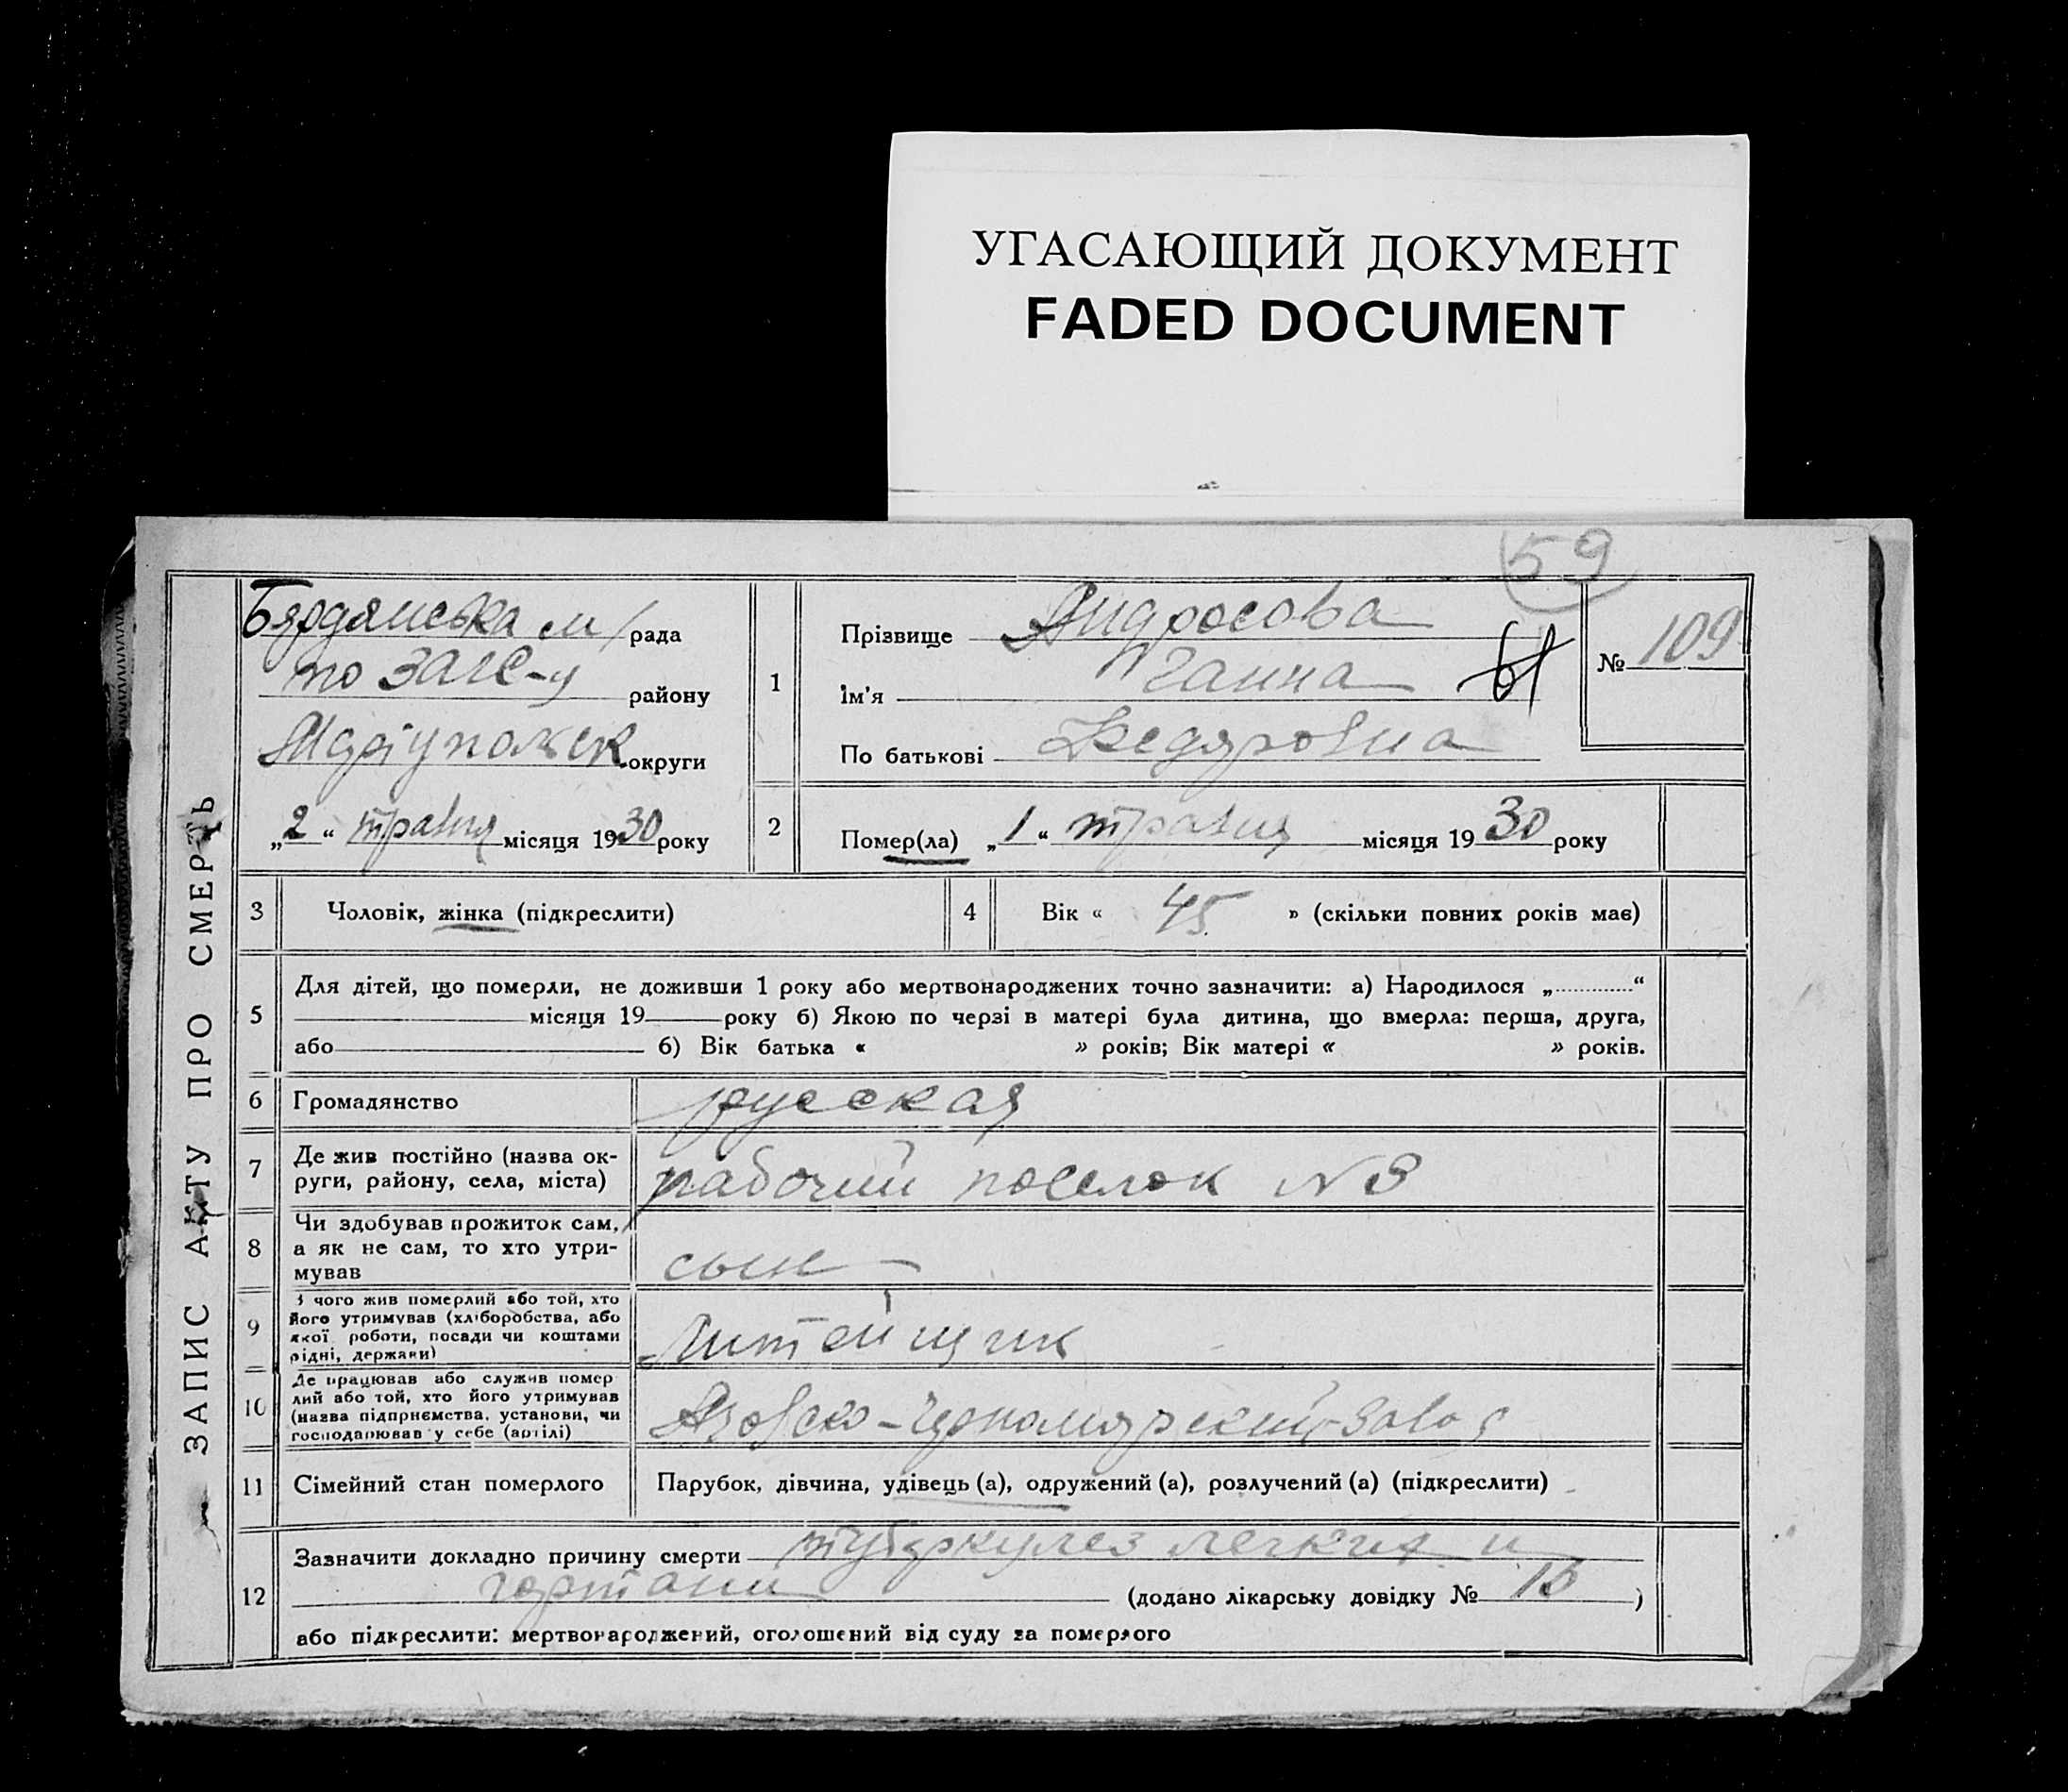 УГАСАЮЩИЙ ДОКУМЕНТ
FADED DOCUMENT
59
ЗАПИС АКТУ ПРО СМЕРТЬ
Бердянська м/рада
по ЗАГС-у району
Маріупольск. округи
„2“ травня місяця 1930 року
1
Прізвище Андросова
Ім'я Ганна
По батькові Федоровна
№ 109
2
Помер(ла) „1“ травня місяця 1930 року
3 Чоловік, жінка (підкреслити)
4 Вік « 45 » (скільки повних років має)
5
Для дітей, що померли, не доживши 1 року або мертвонароджених точно зазначити: а) Народилося „............“
місяця 19 року б) Якою по черзі в матері була дитина, що вмерла: перша, друга,
або б) Вік батька « » років; Вік матері « » років.
6 Громадянство русская
7 Де жив постійно (назва ок-
руги, району, села, міста)
рабочий поселок №3
8 Чи здобував прожиток сам,
а як не сам, то хто утри-
мував
сын
9 З чого жив померлий або той, хто
його утримував (хліборобства, або
якої роботи, посади чи коштами
рідні, держави)
Литейщик
10 Де працював або служив помер
лий або той, хто його утримував
(назва підприємства, установи, чи
господарював у себе (артілі)
Азовско-Черноморский завод
11 Сімейний стан померлого Парубок, дівчина, удівець (а), одружений (а), розлучений (а) (підкреслити)
12
Зазначити докладно причину смерти туберкулез легких и
гортани (додано лікарську довідку № 16)
або підкреслити: мертвонароджений, оголошений від суду за померлого